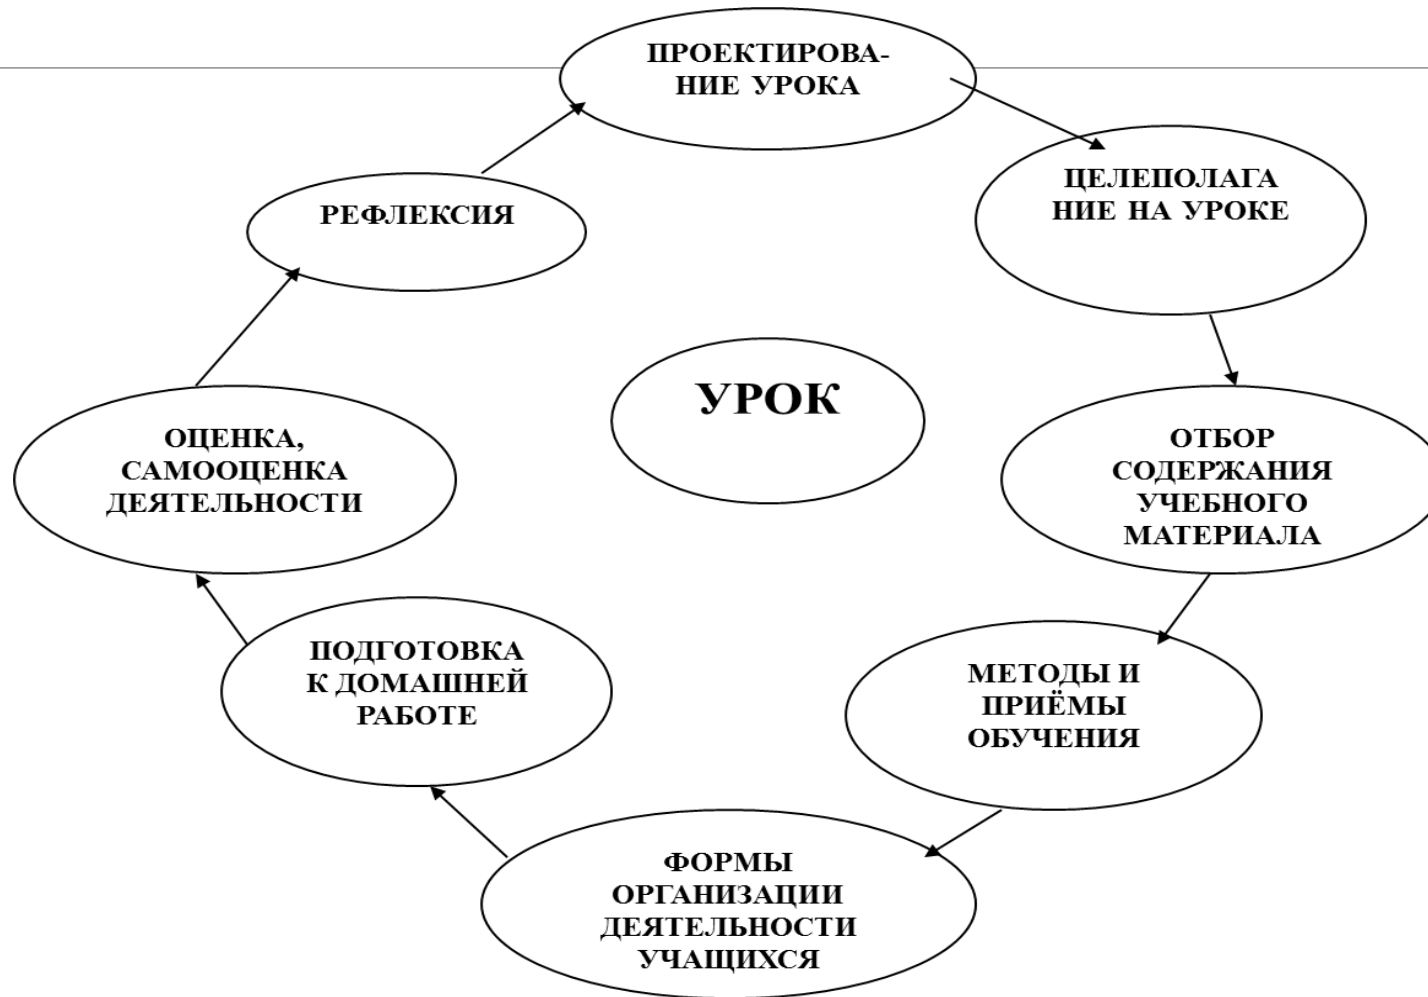 ПРОЕКТИРОВА-
НИЕ УРОКА
ЦЕЛЕПОЛАГА
НИЕ НА УРОКЕ
ОТБОР
СОДЕРЖАНИЯ
УЧЕБНОГО
МАТЕРИАЛА
МЕТОДЫ И
ПРИЁМЫ
ОБУЧЕНИЯ
ФОРМЫ
ОРГАНИЗАЦИИ
ДЕЯТЕЛЬНОСТИ
УЧАЩИХСЯ
ПОДГОТОВКА
К ДОМАШНЕЙ
РАБОТЕ
ОЦЕНКА,
САМООЦЕНКА
ДЕЯТЕЛЬНОСТИ
РЕФЛЕКСИЯ
УРОК